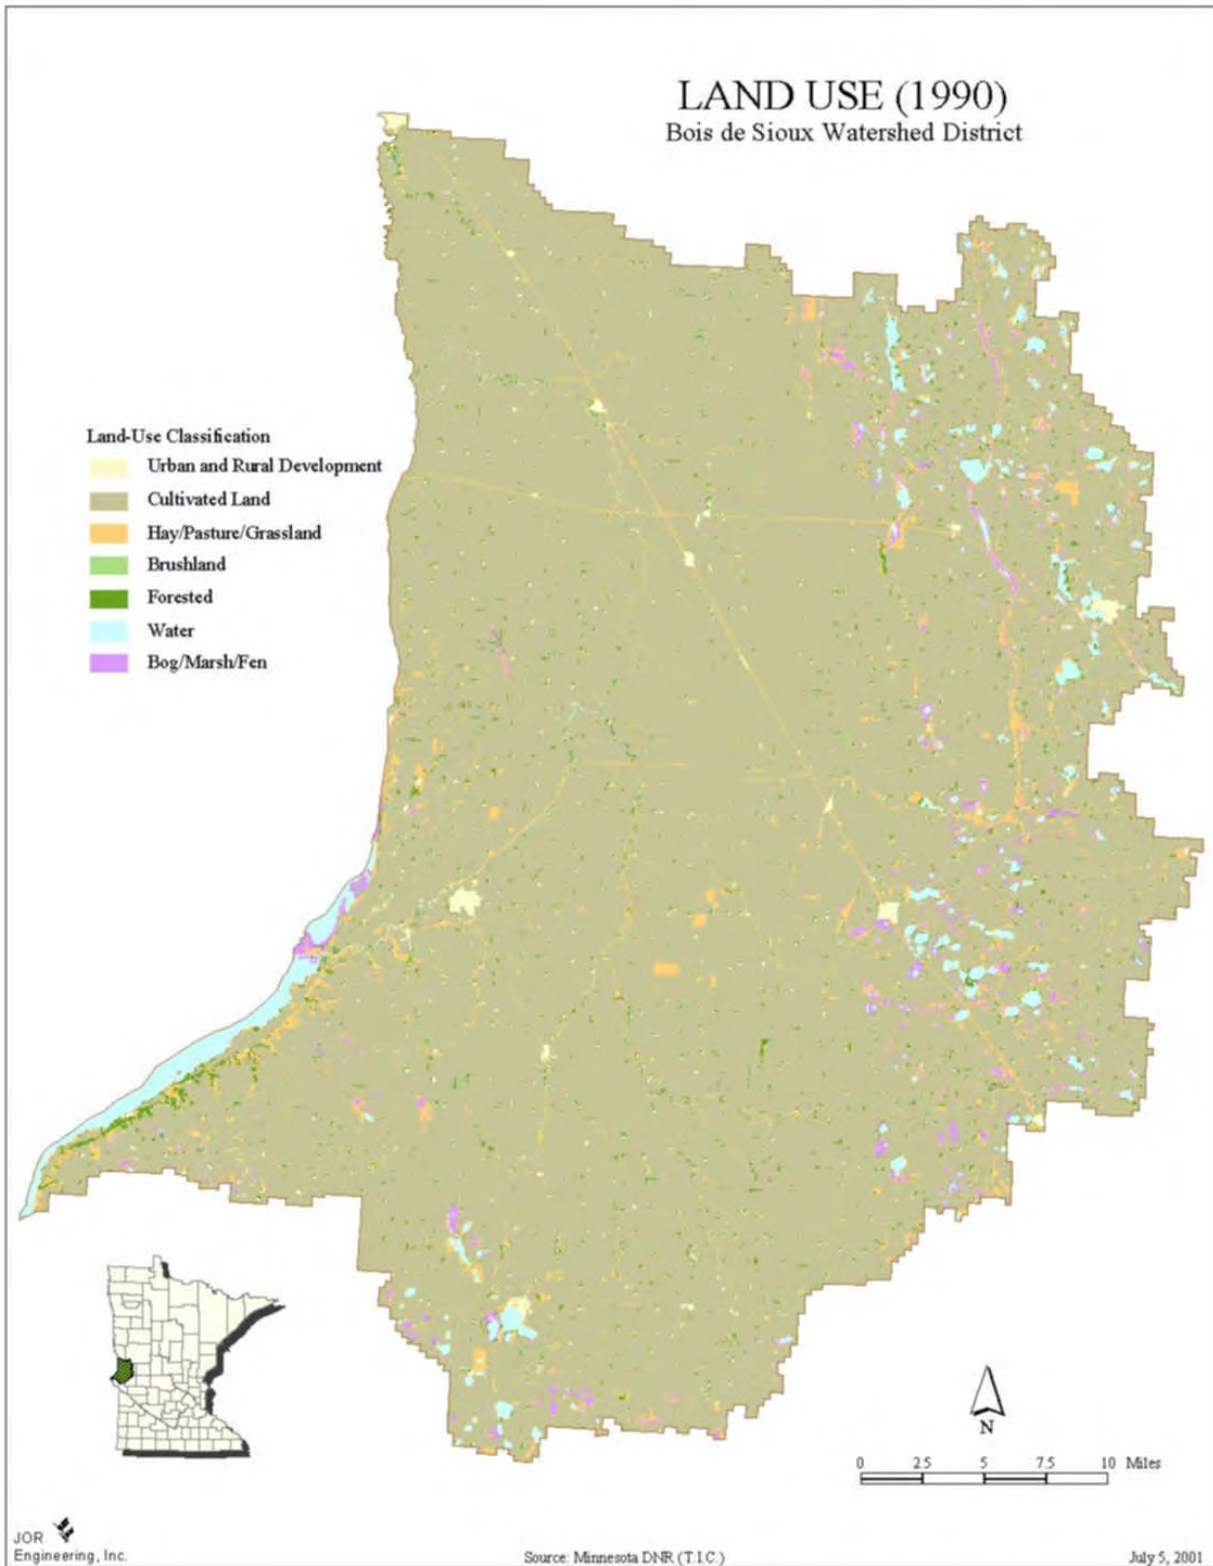 LAND USE (1990)
Bois de Sioux Watershed District
Land-Use Classification
Urban and Rural Development
Cultivated Land
Hay/Pasture/Grassland
Brushland
Forested
Water
Bog/Marsh/Fen
N
0 2.5 5 7.5 10 Miles
JOR
Engineering, Inc.
Source: Minnesota DNR (T.I.C.)
July 5, 2001